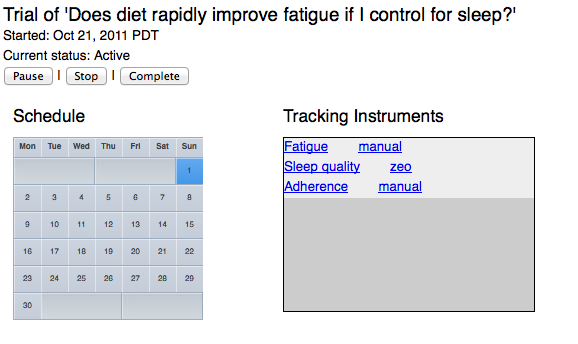 Trial of 'Does diet rapidly improve fatigue if I control for sleep?'
Started: Oct 21, 2011 PDT
Current status: Active
Pause | Stop | Complete
Schedule
Mon Tue Wed Thu Fri Sat Sun
1
2 3 4 5 6 7 8
9 10 11 12 13 14 15
16 17 18 19 20 21 22
23 24 25 26 27 28 29
30
Tracking Instruments
Fatigue manual
Sleep quality zeo
Adherence manual